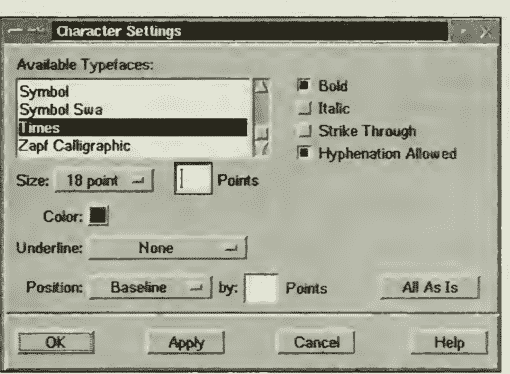 Character Settings
Available Typefaces:
Symbol
Symbol Swa
Times
Zapf Calligraphic
Bold
Italic
Strike Through
Hyphenation Allowed
Size: 18 point Points
Color:
Underline: None
Position: Baseline by: Points All As Is
OK Apply Cancel Help